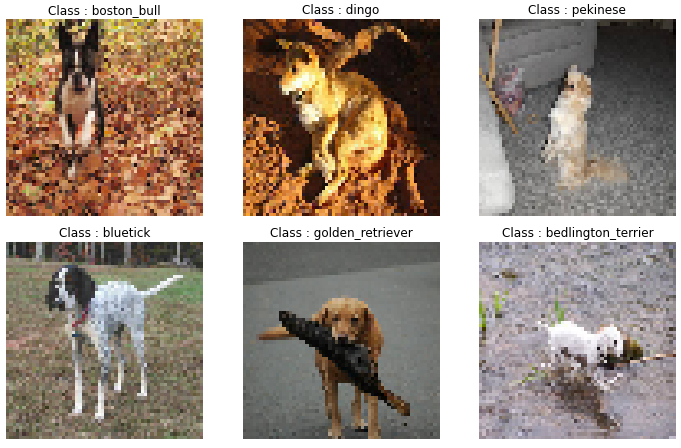 Class : boston_bull
Class : dingo
Class : pekinese
Class : bluetick
Class : golden_retriever
Class : bedlington_terrier